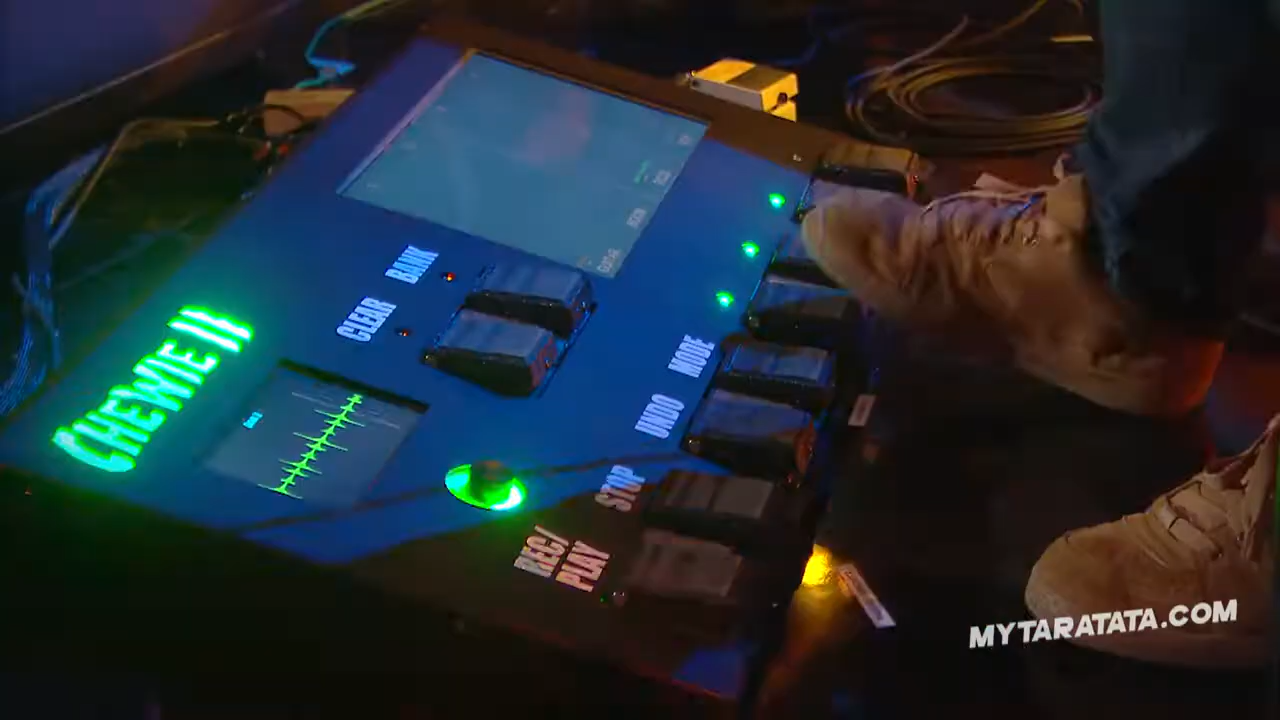 BANK
CLEAR
CHEWIE II
MODE
UNDO
STOP
REC/
PLAY
MYTARATATA.COM